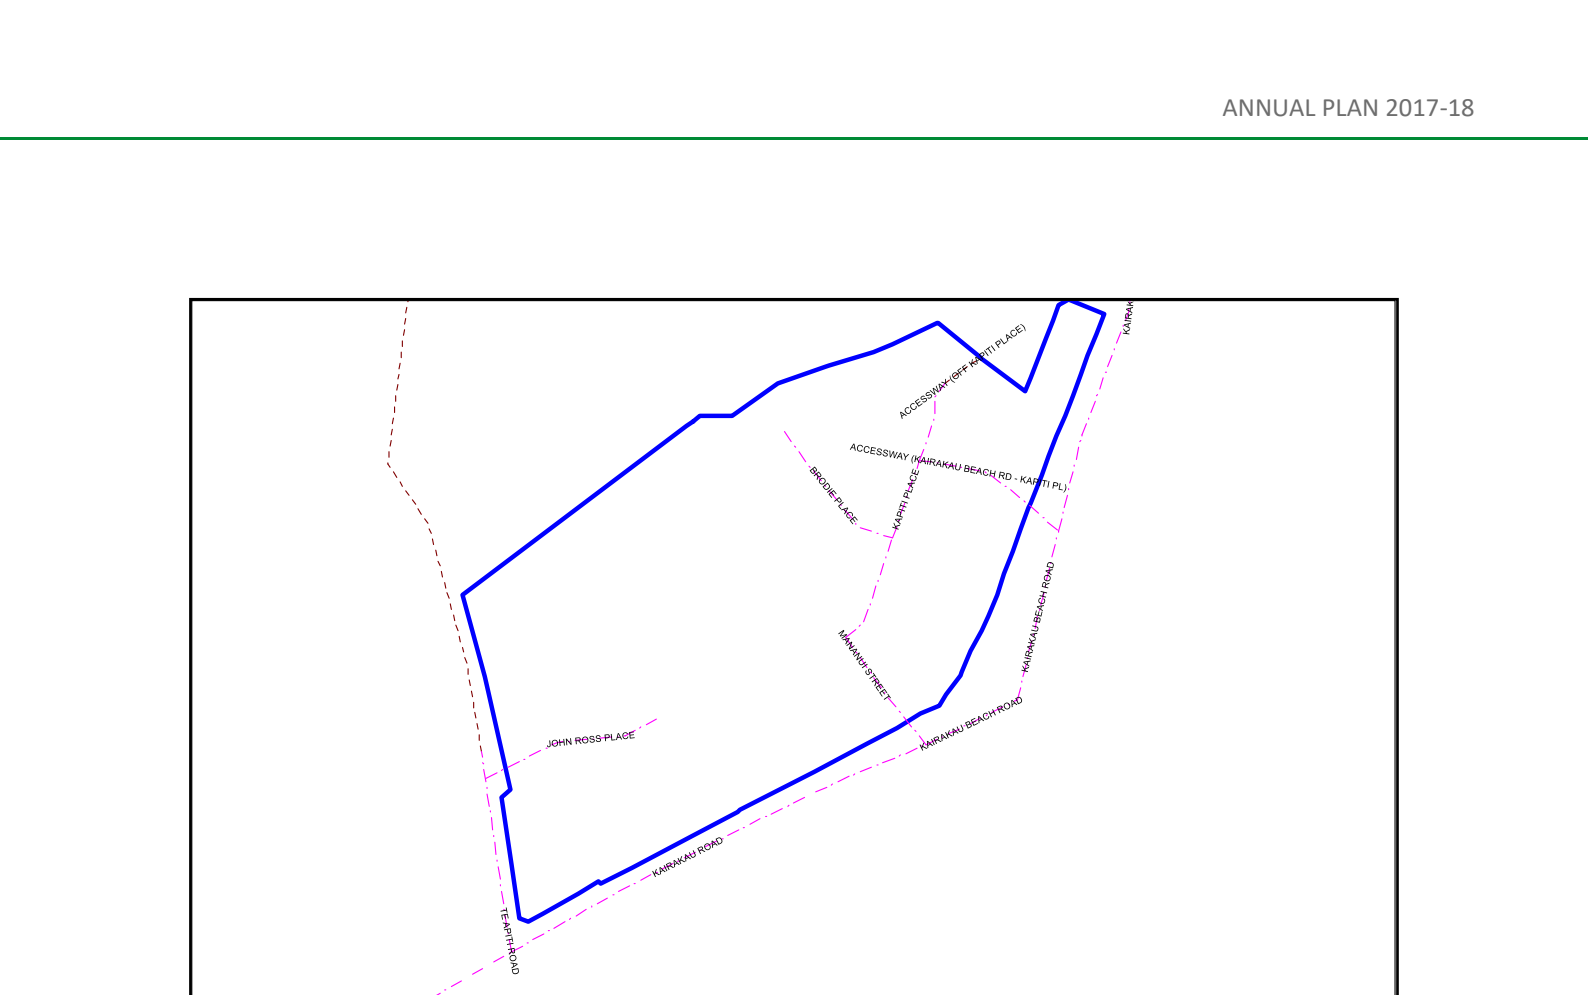 ANNUAL PLAN 2017-18
KAIRAK
ACCESSWAY (OFF KAPITI PLACE)
ACCESSWAY (KAIRAKAU BEACH RD - KAPITI PL)
BRODIE PLACE
KAPITI PLACE
KAIRAKAU BEACH ROAD
MANANUI STREET
KAIRAKAU BEACH ROAD
JOHN ROSS PLACE
KAIRAKAU ROAD
TE APITI ROAD